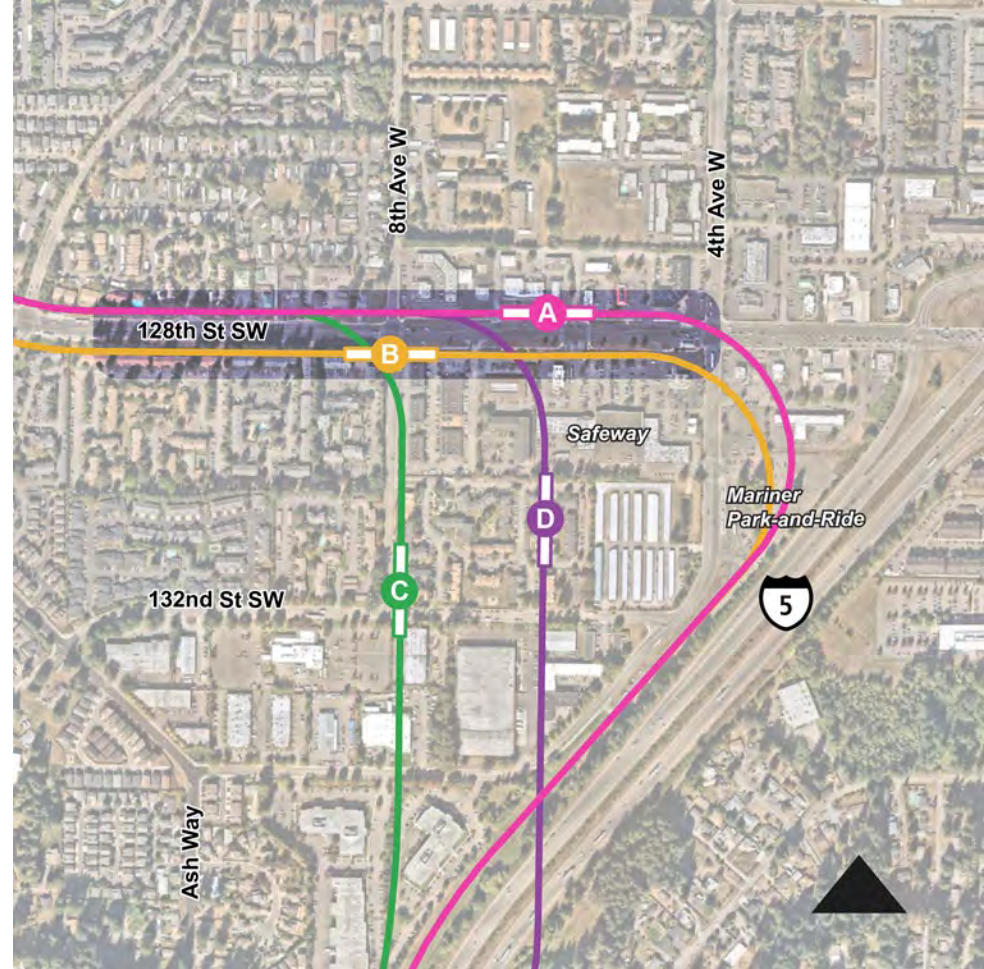 8th Ave W
4th Ave W
A
128th St SW
B
Safeway
Mariner
Park-and-Ride
D
C
132nd St SW
5
Ash Way